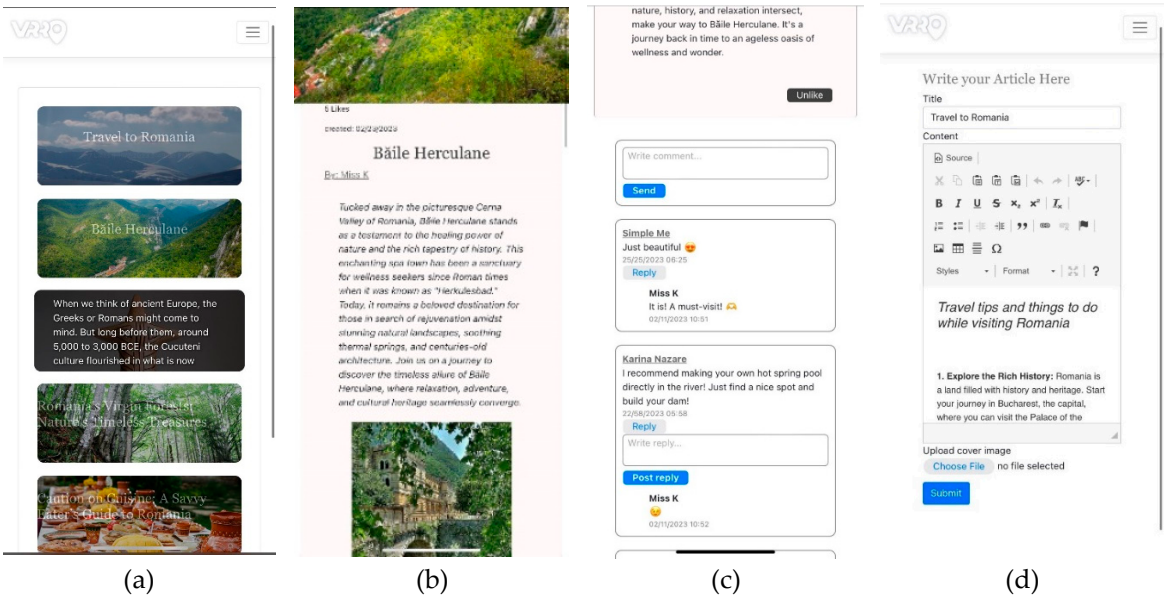 VRRO
Travel to Romania
Băile Herculane
When we think of ancient Europe, the
Greeks or Romans might come to
mind. But long before them, around
5,000 to 3,000 BCE, the Cucuteni
culture flourished in what is now
Romania's Virgin Forests:
Nature's Timeless Treasures
Caution on Cuisine: A Savvy
Eater's Guide to Romania
(a)
5 Likes
created: 02/23/2023
Băile Herculane
By: Miss K
Tucked away in the picturesque Cerna
Valley of Romania, Băile Herculane stands
as a testament to the healing power of
nature and the rich tapestry of history. This
enchanting spa town has been a sanctuary
for wellness seekers since Roman times
when it was known as "Herkulesbad."
Today, it remains a beloved destination for
those in search of rejuvenation amidst
stunning natural landscapes, soothing
thermal springs, and centuries-old
architecture. Join us on a journey to
discover the timeless allure of Băile
Herculane, where relaxation, adventure,
and cultural heritage seamlessly converge.
(b)
nature, history, and relaxation intersect,
make your way to Băile Herculane. It's a
journey back in time to an ageless oasis of
wellness and wonder.
Unlike
Write comment...
Send
Simple Me
Just beautiful 😍
25/25/2023 06:25
Reply
Miss K
It is! A must-visit! 🫶
02/11/2023 10:51
Karina Nazare
I recommend making your own hot spring pool
directly in the river! Just find a nice spot and
build your dam!
22/58/2023 05:58
Reply
Write reply...
Post reply
Miss K
😉
02/11/2023 10:52
(c)
VRRO
Write your Article Here
Title
Travel to Romania
Content
Source
ABC
B I U S x₂ x² Iₓ
Ω
Styles Format ?
Travel tips and things to do
while visiting Romania
1. Explore the Rich History: Romania is
a land filled with history and heritage. Start
your journey in Bucharest, the capital,
where you can visit the Palace of the
Upload cover image
Choose File no file selected
Submit
(d)